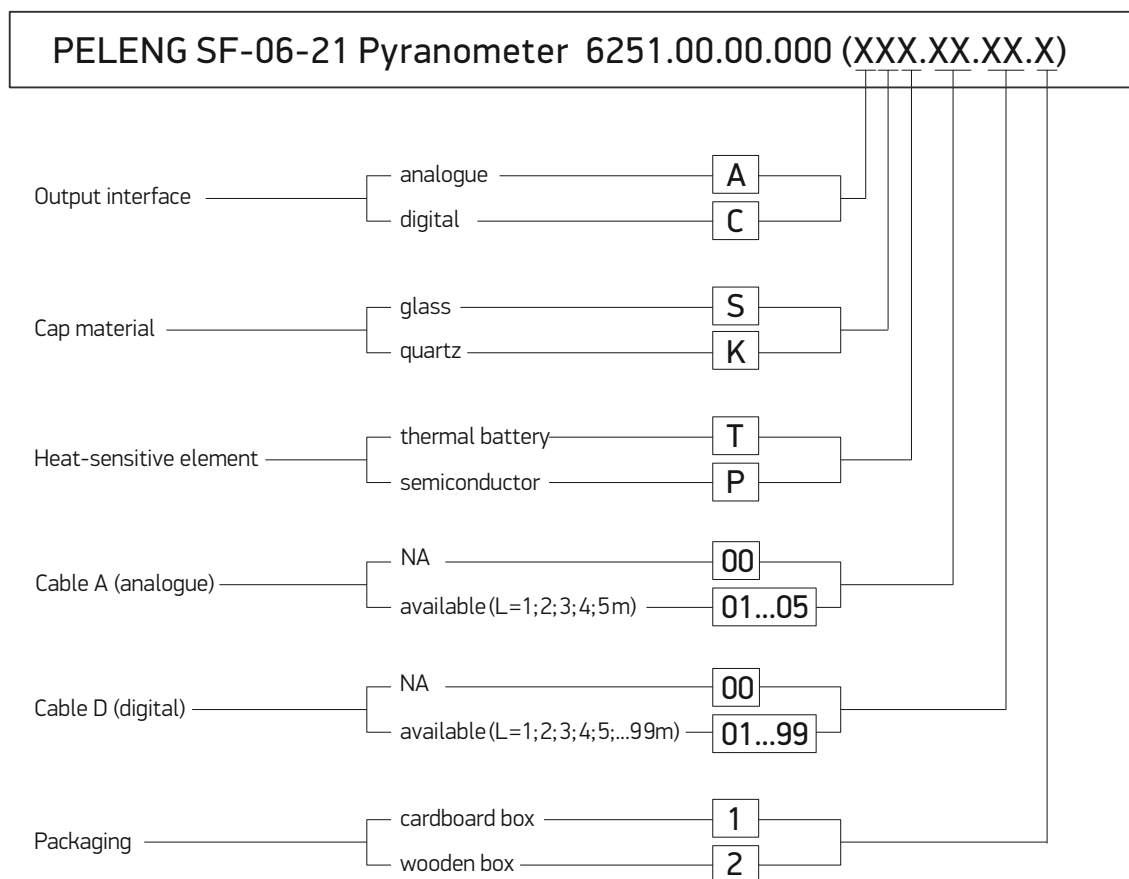 PELENG SF-06-21 Pyranometer 6251.00.00.000 (XXX.XX.XX.X)
analogue A
Output interface
digital C
glass S
Cap material
quartz K
thermal battery T
Heat-sensitive element
semiconductor P
NA 00
Cable A (analogue)
available (L=1;2;3;4;5m) 01...05
NA 00
Cable D (digital)
available (L=1;2;3;4;5;...99m) 01...99
cardboard box 1
Packaging
wooden box 2